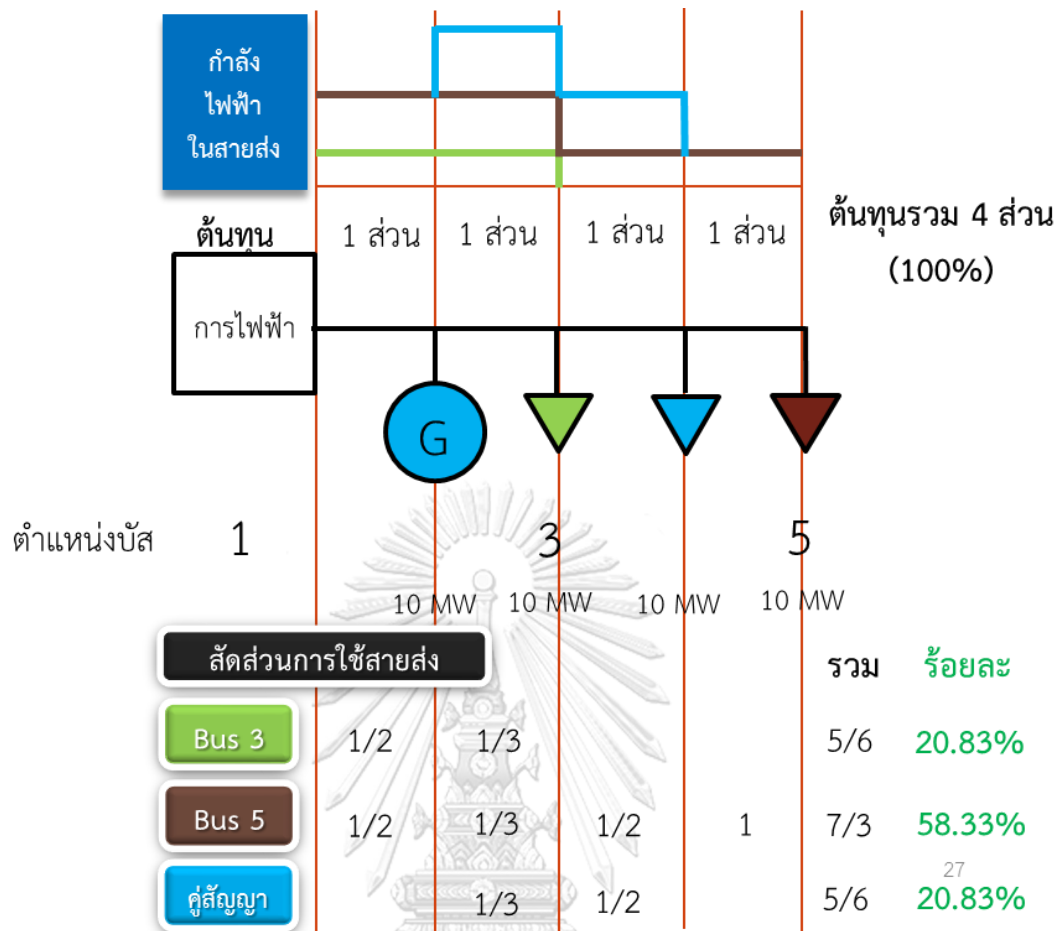 กำลัง
ไฟฟ้า
ในสายส่ง
ต้นทุน 1 ส่วน 1 ส่วน 1 ส่วน 1 ส่วน
ต้นทุนรวม 4 ส่วน
(100%)
การไฟฟ้า
G
ตำแหน่งบัส 1 3 5
10 MW 10 MW 10 MW 10 MW
สัดส่วนการใช้สายส่ง รวม ร้อยละ
Bus 3 1/2 1/3 5/6 20.83%
Bus 5 1/2 1/3 1/2 1 7/3 58.33%
27
คู่สัญญา 1/3 1/2 5/6 20.83%